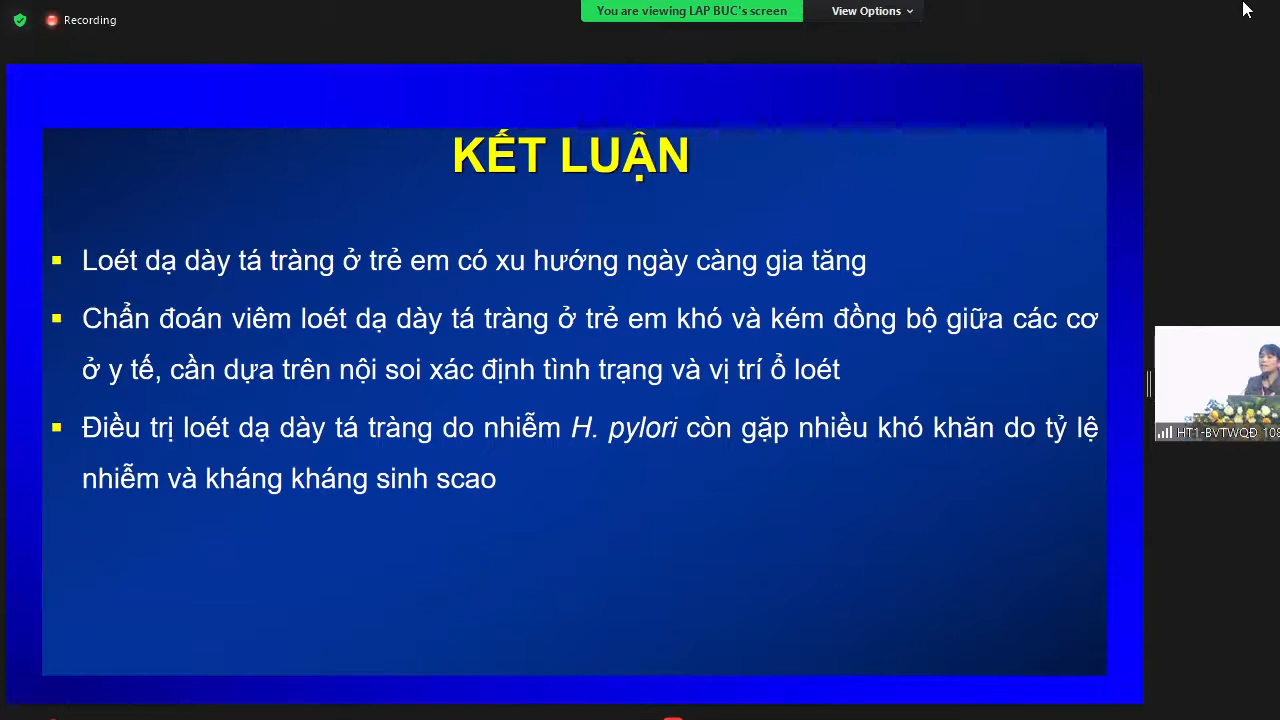 Recording
You are viewing LAP BUC's screen
View Options
KẾT LUẬN
Loét dạ dày tá tràng ở trẻ em có xu hướng ngày càng gia tăng
Chẩn đoán viêm loét dạ dày tá tràng ở trẻ em khó và kém đồng bộ giữa các cơ
ở y tế, cần dựa trên nội soi xác định tình trạng và vị trí ổ loét
Điều trị loét dạ dày tá tràng do nhiễm H. pylori còn gặp nhiều khó khăn do tỷ lệ
nhiễm và kháng kháng sinh scao
HT1-BVTWQĐ 108